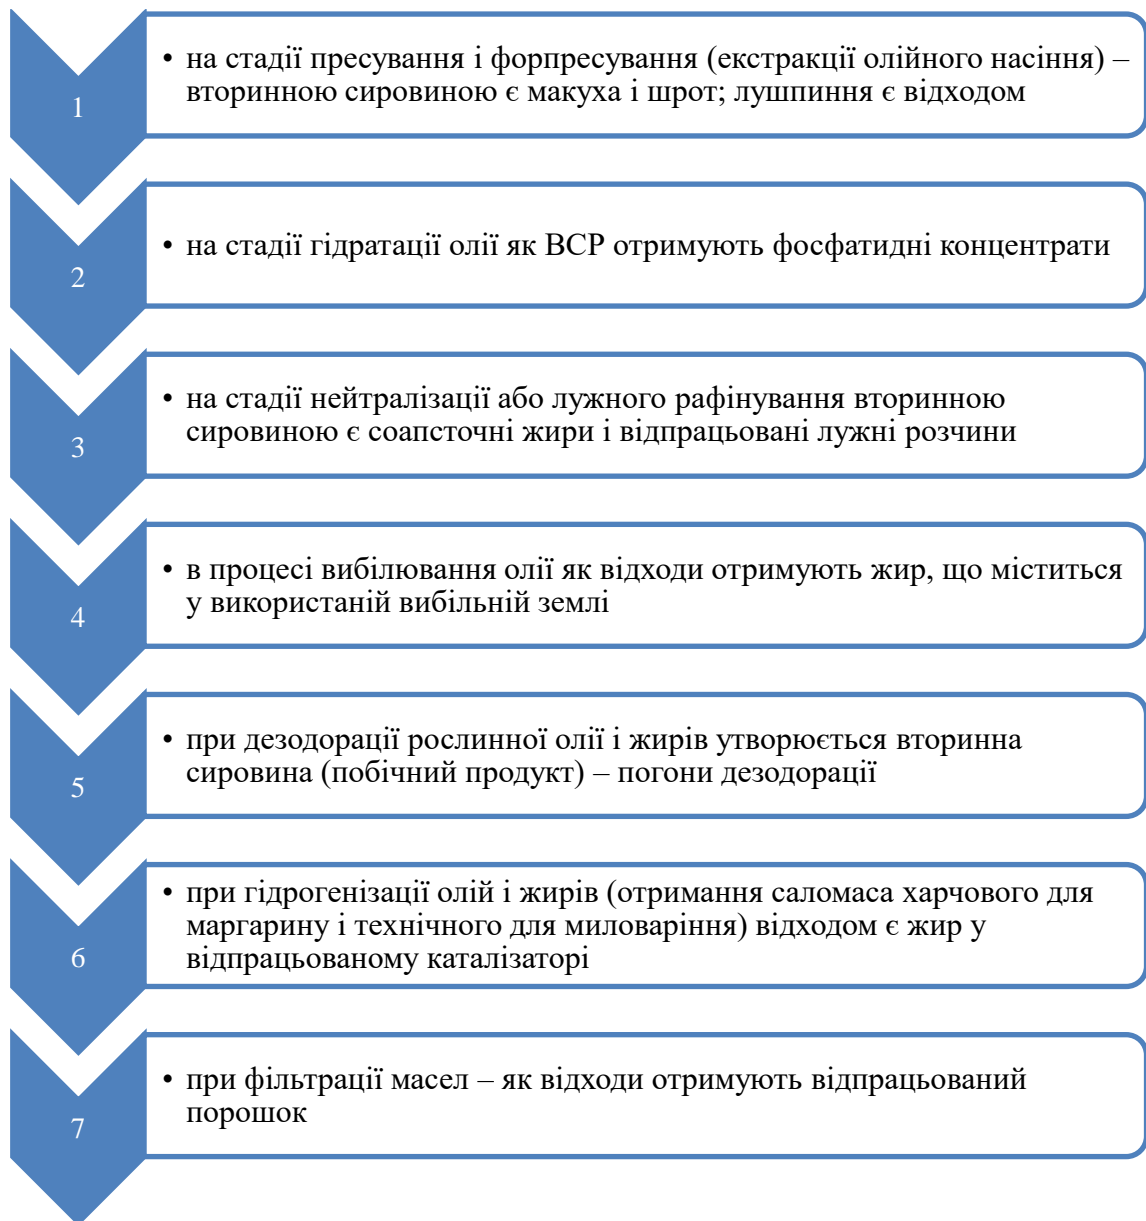 1
• на стадії пресування і форпресування (екстракції олійного насіння) –
вторинною сировиною є макуха і шрот; лушпиння є відходом
2
• на стадії гідратації олії як ВСР отримують фосфатидні концентрати
3
• на стадії нейтралізації або лужного рафінування вторинною
сировиною є соапсточні жири і відпрацьовані лужні розчини
4
• в процесі вибілювання олії як відходи отримують жир, що міститься
у використаній вибільній землі
5
• при дезодорації рослинної олії і жирів утворюється вторинна
сировина (побічний продукт) – погони дезодорації
6
• при гідрогенізації олій і жирів (отримання саломаса харчового для
маргарину і технічного для миловаріння) відходом є жир у
відпрацьованому каталізаторі
7
• при фільтрації масел – як відходи отримують відпрацьований
порошок